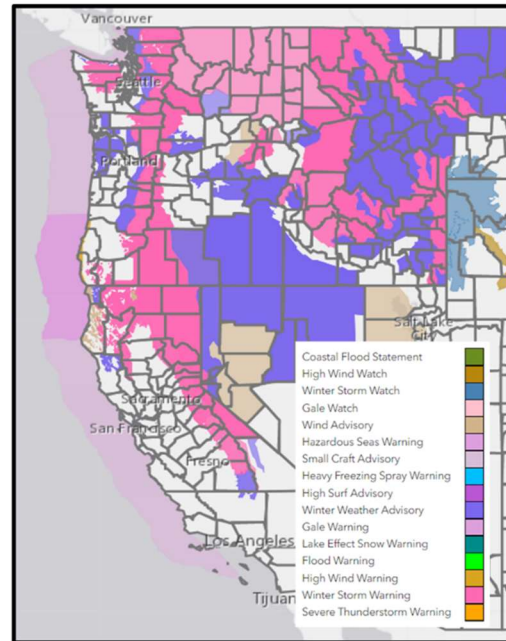 Vancouver
Seattle
Portland
Salt Lake
City
Sacramento
San Francisco
Fresno
Los Angeles
Tijuan
Coastal Flood Statement
High Wind Watch
Winter Storm Watch
Gale Watch
Wind Advisory
Hazardous Seas Warning
Small Craft Advisory
Heavy Freezing Spray Warning
High Surf Advisory
Winter Weather Advisory
Gale Warning
Lake Effect Snow Warning
Flood Warning
High Wind Warning
Winter Storm Warning
Severe Thunderstorm Warning